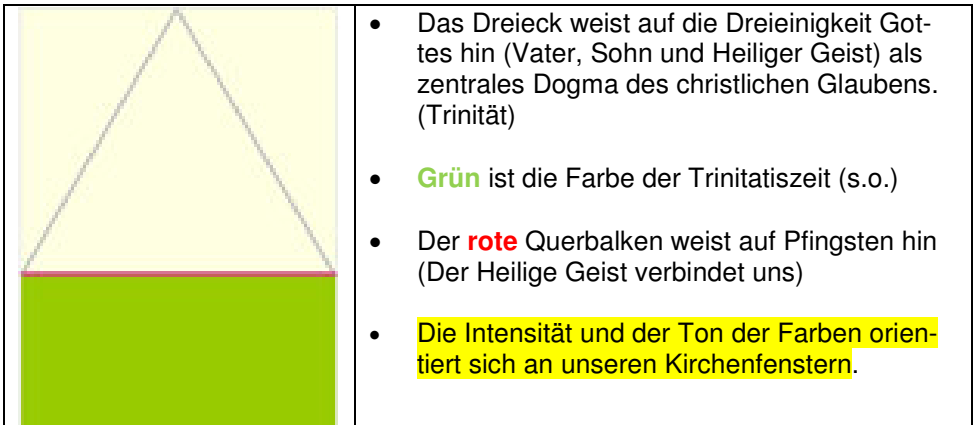 • Das Dreieck weist auf die Dreieinigkeit Got-
tes hin (Vater, Sohn und Heiliger Geist) als
zentrales Dogma des christlichen Glaubens.
(Trinität)
• Grün ist die Farbe der Trinitatiszeit (s.o.)
• Der rote Querbalken weist auf Pfingsten hin
(Der Heilige Geist verbindet uns)
• Die Intensität und der Ton der Farben orien-
tiert sich an unseren Kirchenfenstern.